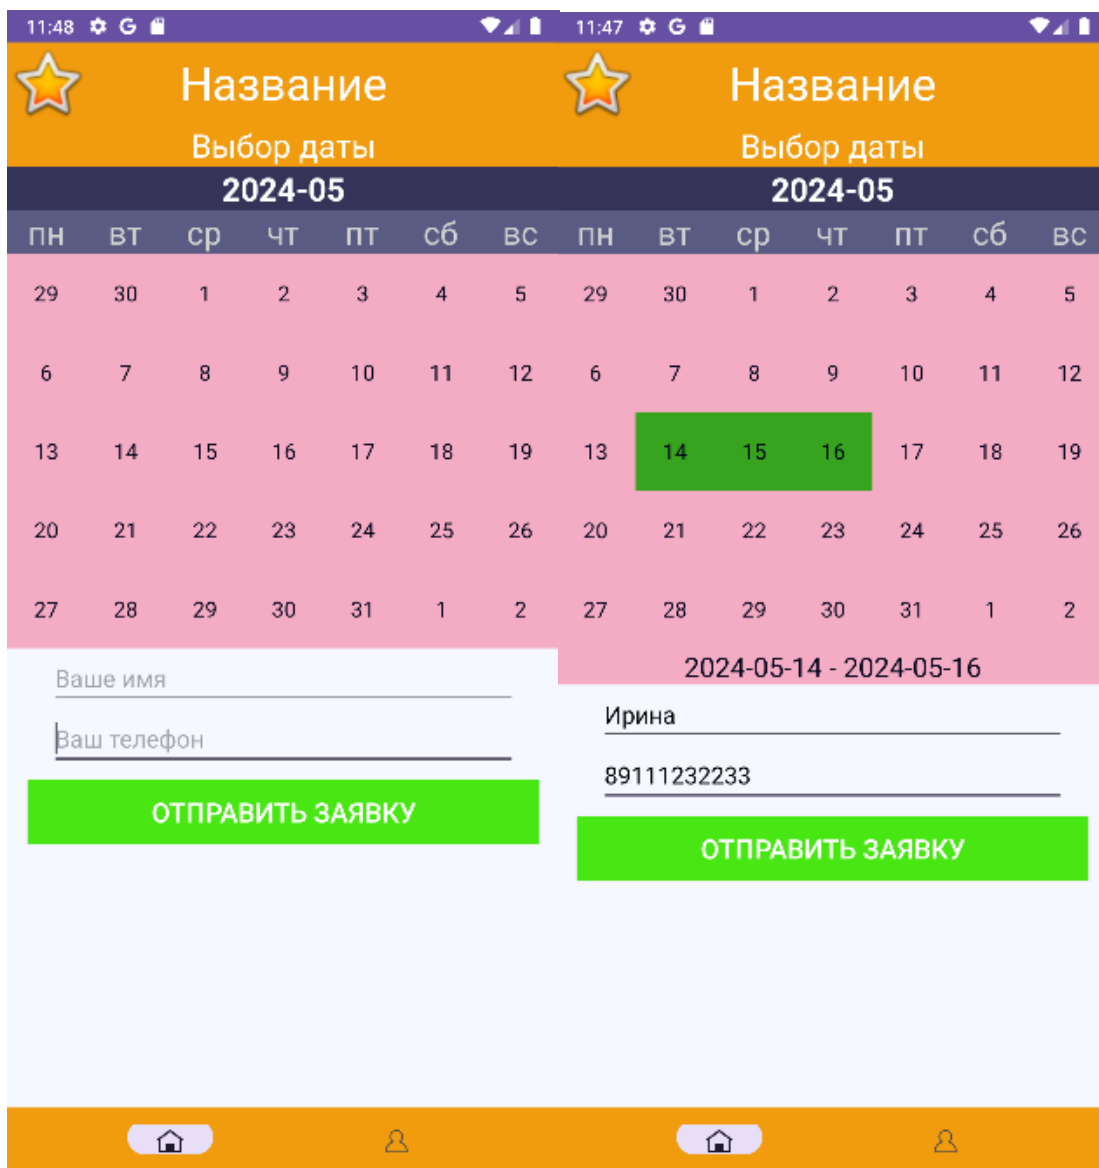 11:48 G
Название
Выбор даты
2024-05
пн вт ср чт пт сб вс
29 30 1 2 3 4 5
6 7 8 9 10 11 12
13 14 15 16 17 18 19
20 21 22 23 24 25 26
27 28 29 30 31 1 2
Ваше имя
Ваш телефон
ОТПРАВИТЬ ЗАЯВКУ
11:47 G
Название
Выбор даты
2024-05
пн вт ср чт пт сб вс
29 30 1 2 3 4 5
6 7 8 9 10 11 12
13 14 15 16 17 18 19
20 21 22 23 24 25 26
27 28 29 30 31 1 2
2024-05-14 - 2024-05-16
Ирина
89111232233
ОТПРАВИТЬ ЗАЯВКУ